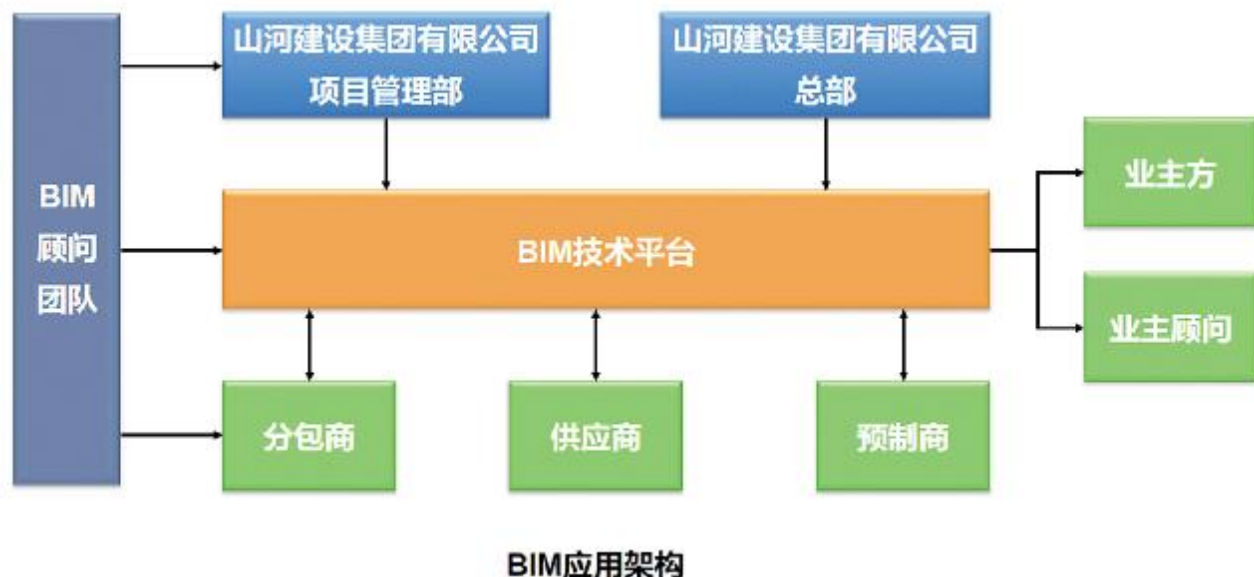 山河建设集团有限公司
项目管理部
山河建设集团有限公司
总部
BIM
顾问
团队
BIM技术平台
业主方
业主顾问
分包商
供应商
预制商
BIM应用架构